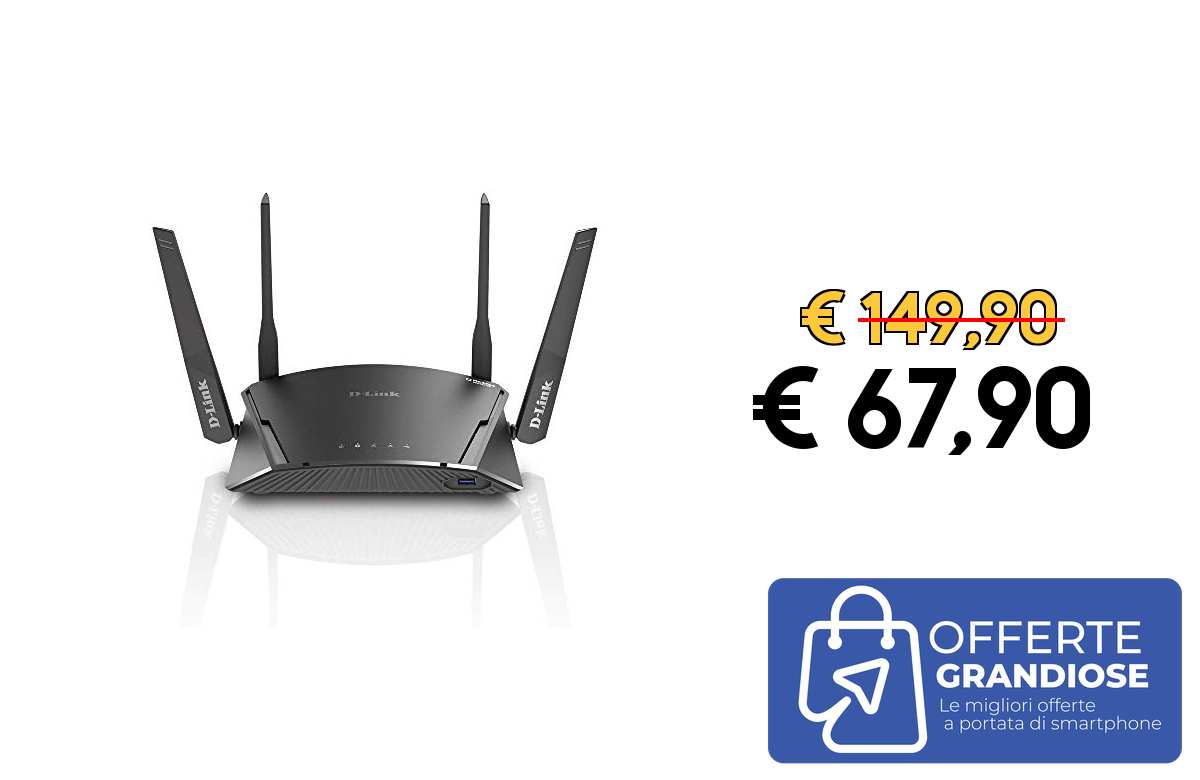 D-Link
D-Link
D-Link
€ 149,90
€ 67,90
OFFERTE
GRANDIOSE
Le migliori offerte
a portata di smartphone